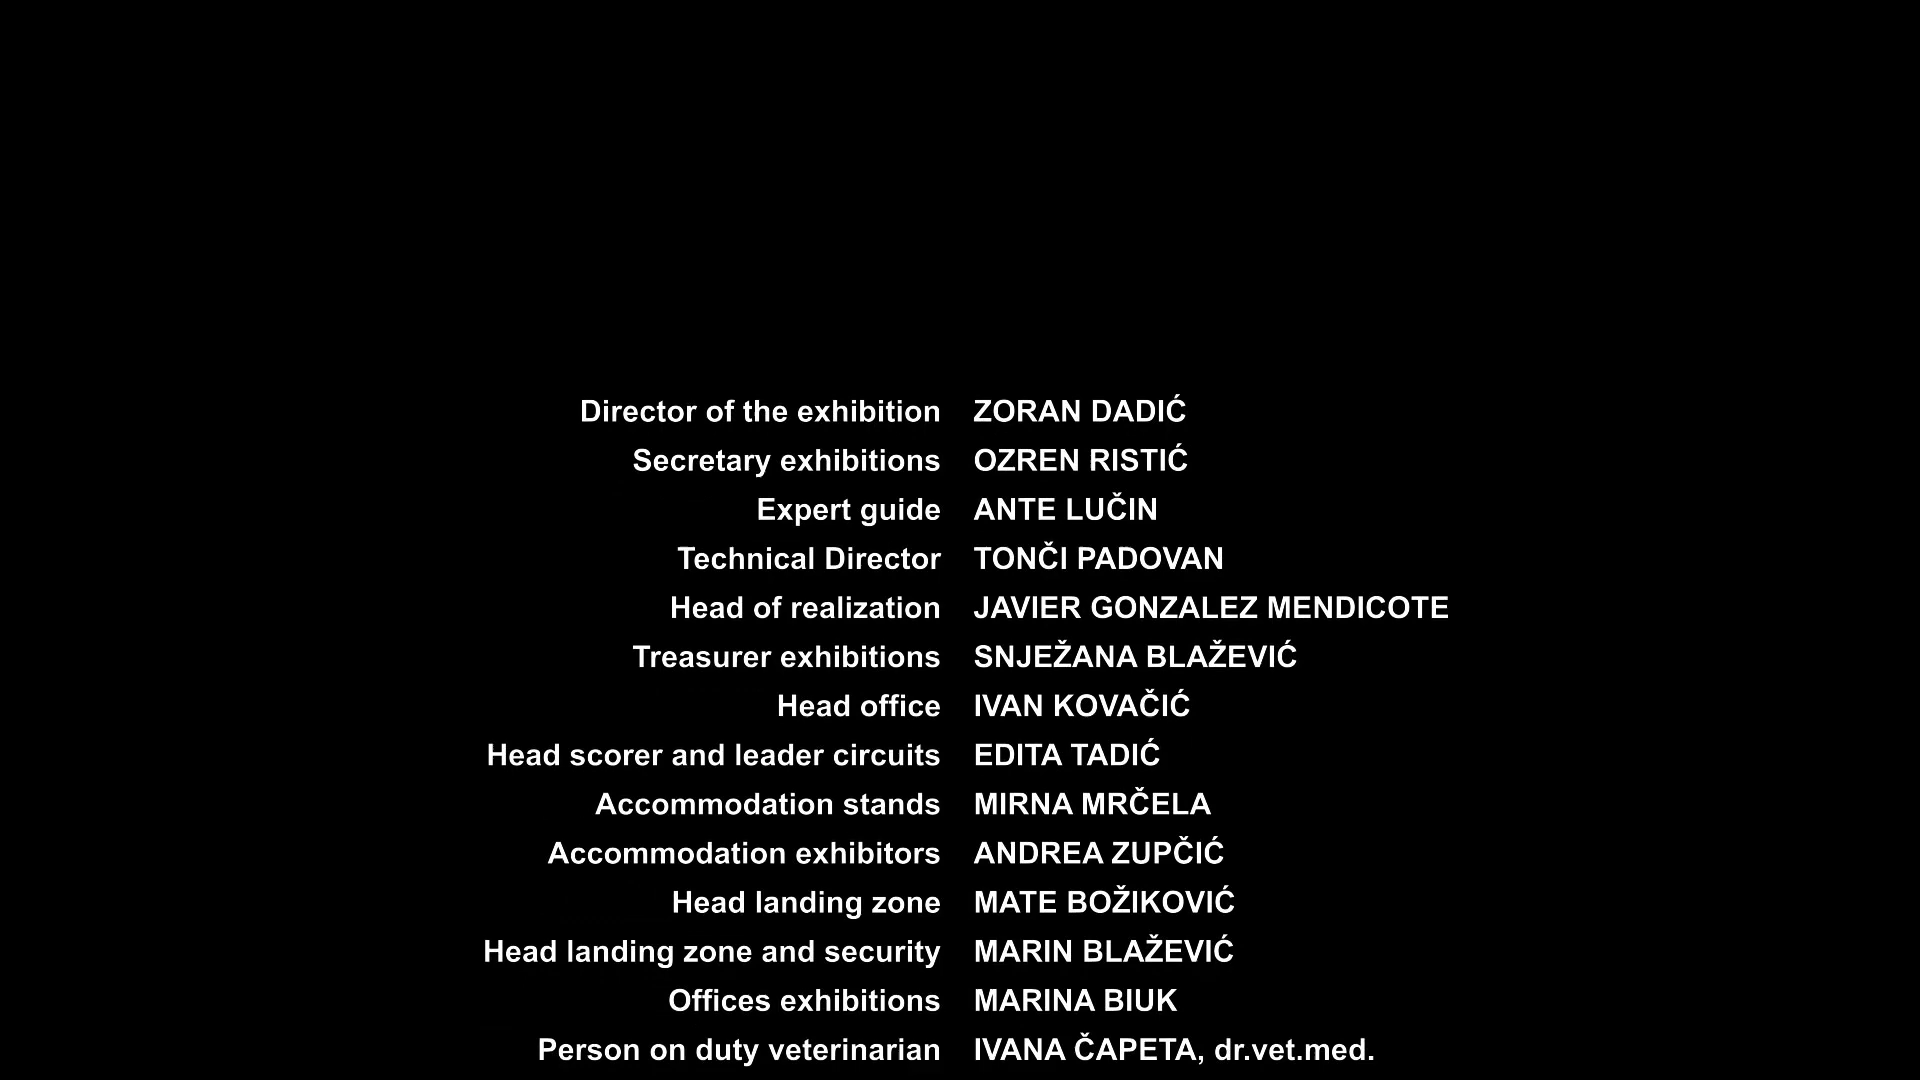 Director of the exhibition ZORAN DADIĆ
Secretary exhibitions OZREN RISTIĆ
Expert guide ANTE LUČIN
Technical Director TONČI PADOVAN
Head of realization JAVIER GONZALEZ MENDICOTE
Treasurer exhibitions SNJEŽANA BLAŽEVIĆ
Head office IVAN KOVAČIĆ
Head scorer and leader circuits EDITA TADIĆ
Accommodation stands MIRNA MRČELA
Accommodation exhibitors ANDREA ZUPČIĆ
Head landing zone MATE BOŽIKOVIĆ
Head landing zone and security MARIN BLAŽEVIĆ
Offices exhibitions MARINA BIUK
Person on duty veterinarian IVANA ČAPETA, dr.vet.med.